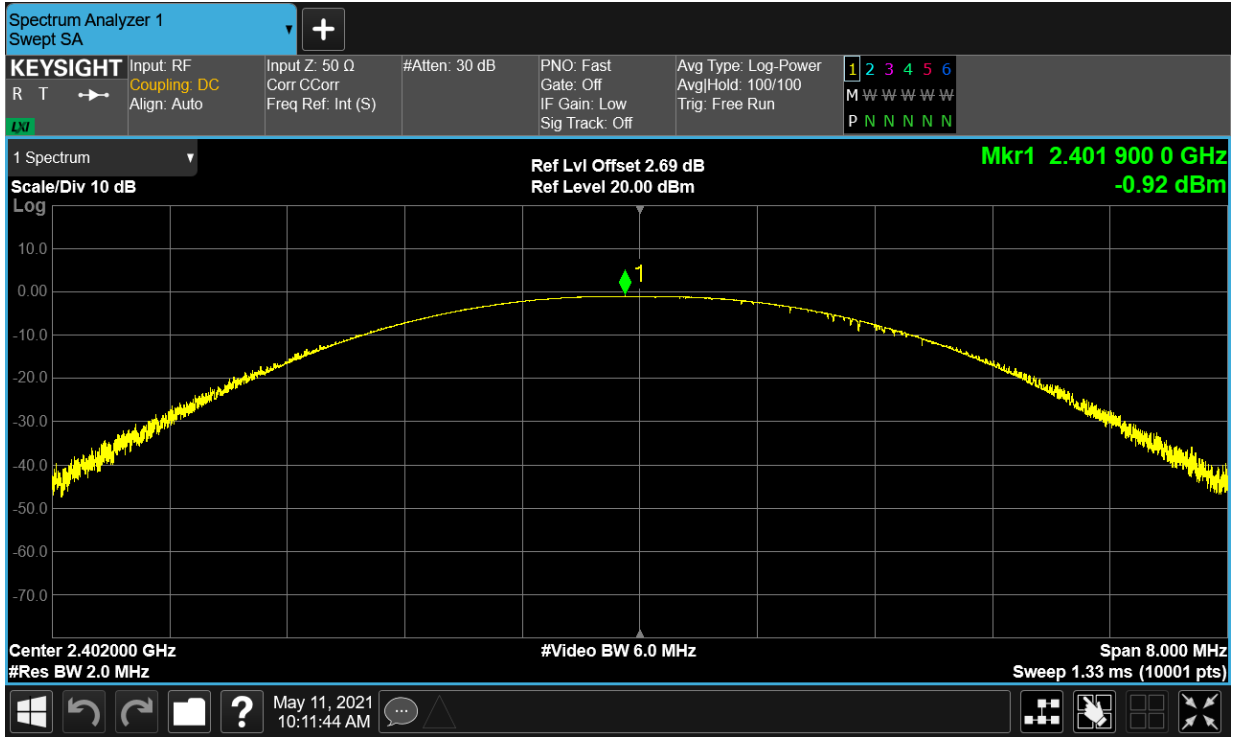 Spectrum Analyzer 1
Swept SA
KEYSIGHT
R T
LXI
Input: RF
Coupling: DC
Align: Auto
Input Z: 50 Ω
Corr CCorr
Freq Ref: Int (S)
#Atten: 30 dB
PNO: Fast
Gate: Off
IF Gain: Low
Sig Track: Off
Avg Type: Log-Power
Avg|Hold: 100/100
Trig: Free Run
1 2 3 4 5 6
M W W W W W
P N N N N N
1 Spectrum
Scale/Div 10 dB
Ref Lvl Offset 2.69 dB
Ref Level 20.00 dBm
Mkr1 2.401 900 0 GHz
-0.92 dBm
Log
10.0
0.00
-10.0
-20.0
-30.0
-40.0
-50.0
-60.0
-70.0
1
Center 2.402000 GHz
#Res BW 2.0 MHz
#Video BW 6.0 MHz
Span 8.000 MHz
Sweep 1.33 ms (10001 pts)
?
May 11, 2021
10:11:44 AM